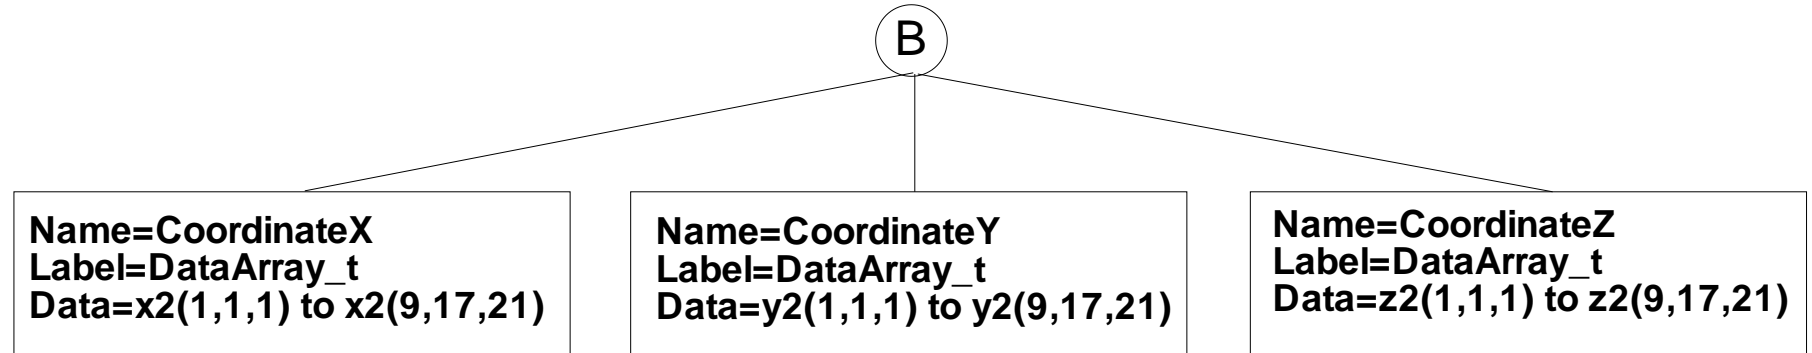 B
Name=CoordinateX
Label=DataArray_t
Data=x2(1,1,1) to x2(9,17,21)
Name=CoordinateY
Label=DataArray_t
Data=y2(1,1,1) to y2(9,17,21)
Name=CoordinateZ
Label=DataArray_t
Data=z2(1,1,1) to z2(9,17,21)